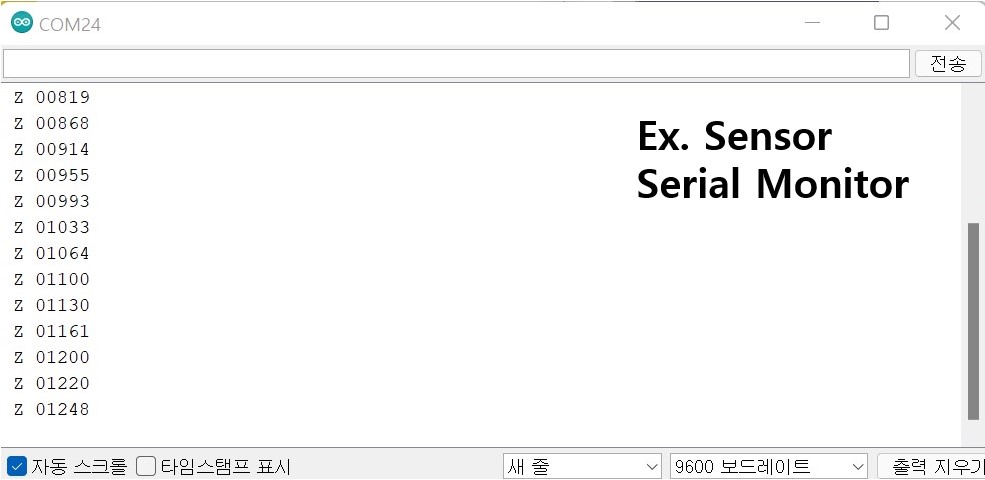 COM24
전송
Z 00819
Z 00868
Z 00914
Z 00955
Z 00993
Z 01033
Z 01064
Z 01100
Z 01130
Z 01161
Z 01200
Z 01220
Z 01248
Ex. Sensor
Serial Monitor
자동 스크롤 타임스탬프 표시 새 줄 9600 보드레이트 출력 지우기